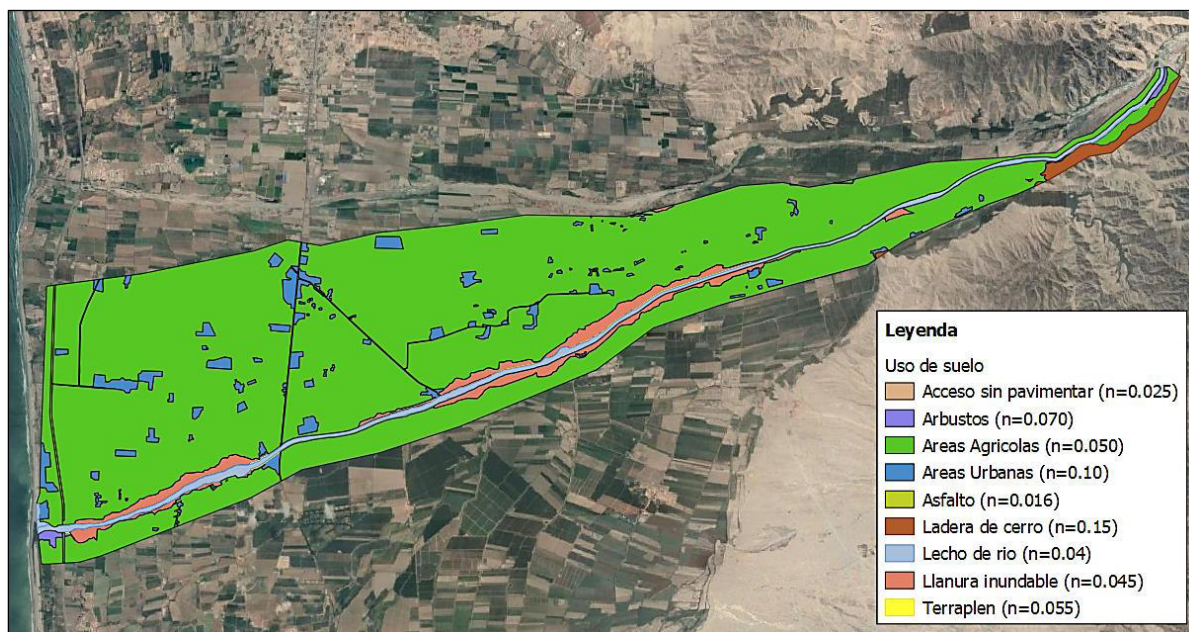 Leyenda
Uso de suelo
Acceso sin pavimentar (n=0.025)
Arbustos (n=0.070)
Areas Agricolas (n=0.050)
Areas Urbanas (n=0.10)
Asfalto (n=0.016)
Ladera de cerro (n=0.15)
Lecho de rio (n=0.04)
Llanura inundable (n=0.045)
Terraplen (n=0.055)